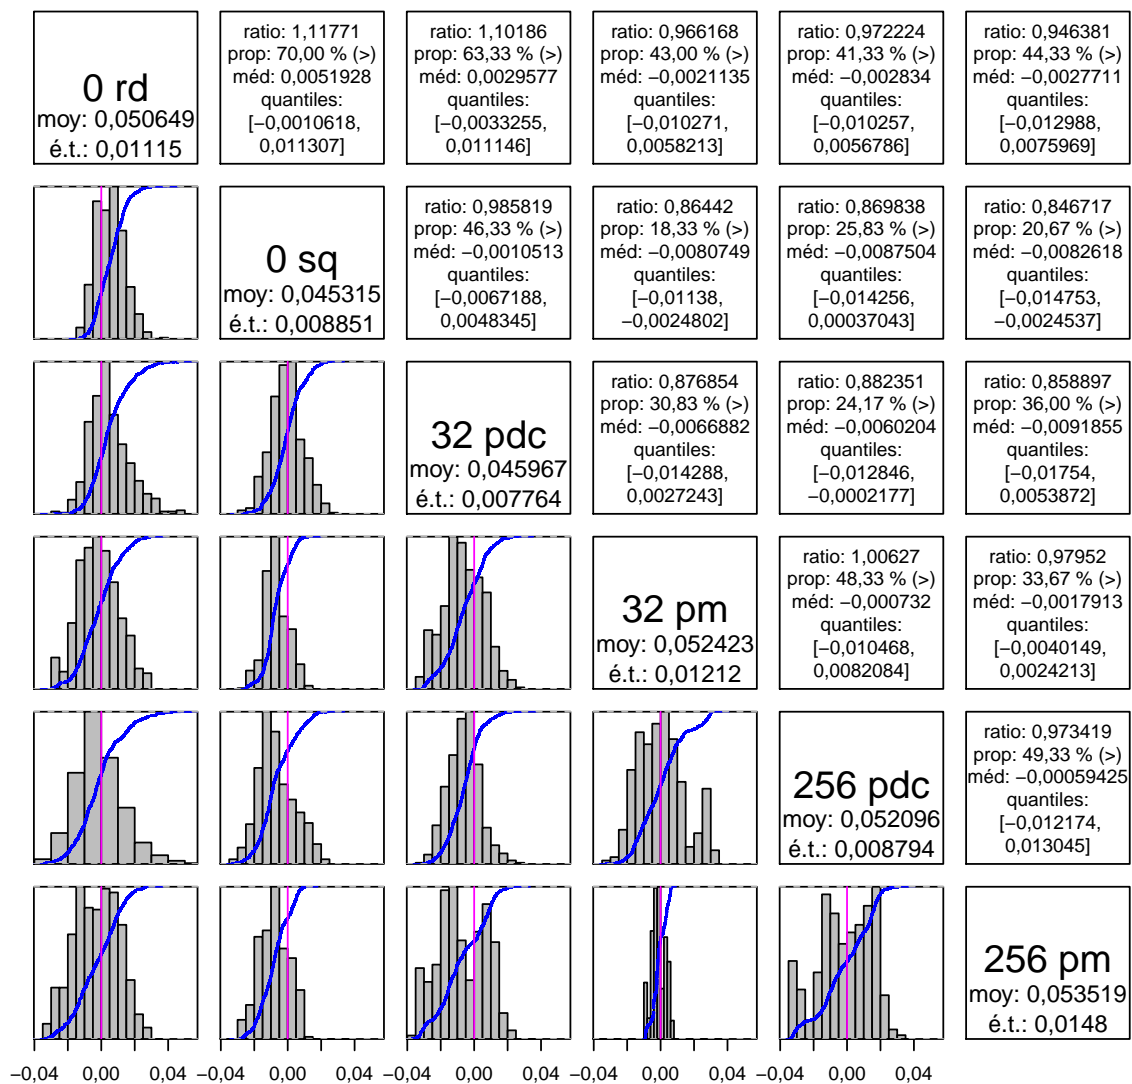 0 rd
moy: 0,050649
é.t.: 0,01115
ratio: 1,11771
prop: 70,00 % (>)
méd: 0,0051928
quantiles:
[−0,0010618,
0,011307]
ratio: 1,10186
prop: 63,33 % (>)
méd: 0,0029577
quantiles:
[−0,0033255,
0,011146]
ratio: 0,966168
prop: 43,00 % (>)
méd: −0,0021135
quantiles:
[−0,010271,
0,0058213]
ratio: 0,972224
prop: 41,33 % (>)
méd: −0,002834
quantiles:
[−0,010257,
0,0056786]
ratio: 0,946381
prop: 44,33 % (>)
méd: −0,0027711
quantiles:
[−0,012988,
0,0075969]
0 sq
moy: 0,045315
é.t.: 0,008851
ratio: 0,985819
prop: 46,33 % (>)
méd: −0,0010513
quantiles:
[−0,0067188,
0,0048345]
ratio: 0,86442
prop: 18,33 % (>)
méd: −0,0080749
quantiles:
[−0,01138,
−0,0024802]
ratio: 0,869838
prop: 25,83 % (>)
méd: −0,0087504
quantiles:
[−0,014256,
0,00037043]
ratio: 0,846717
prop: 20,67 % (>)
méd: −0,0082618
quantiles:
[−0,014753,
−0,0024537]
32 pdc
moy: 0,045967
é.t.: 0,007764
ratio: 0,876854
prop: 30,83 % (>)
méd: −0,0066882
quantiles:
[−0,014288,
0,0027243]
ratio: 0,882351
prop: 24,17 % (>)
méd: −0,0060204
quantiles:
[−0,012846,
−0,0002177]
ratio: 0,858897
prop: 36,00 % (>)
méd: −0,0091855
quantiles:
[−0,01754,
0,0053872]
32 pm
moy: 0,052423
é.t.: 0,01212
ratio: 1,00627
prop: 48,33 % (>)
méd: −0,000732
quantiles:
[−0,010468,
0,0082084]
ratio: 0,97952
prop: 33,67 % (>)
méd: −0,0017913
quantiles:
[−0,0040149,
0,0024213]
256 pdc
moy: 0,052096
é.t.: 0,008794
ratio: 0,973419
prop: 49,33 % (>)
méd: −0,00059425
quantiles:
[−0,012174,
0,013045]
256 pm
moy: 0,053519
é.t.: 0,0148
−0,04 0,00 0,04 −0,04 0,00 0,04 −0,04 0,00 0,04 −0,04 0,00 0,04 −0,04 0,00 0,04